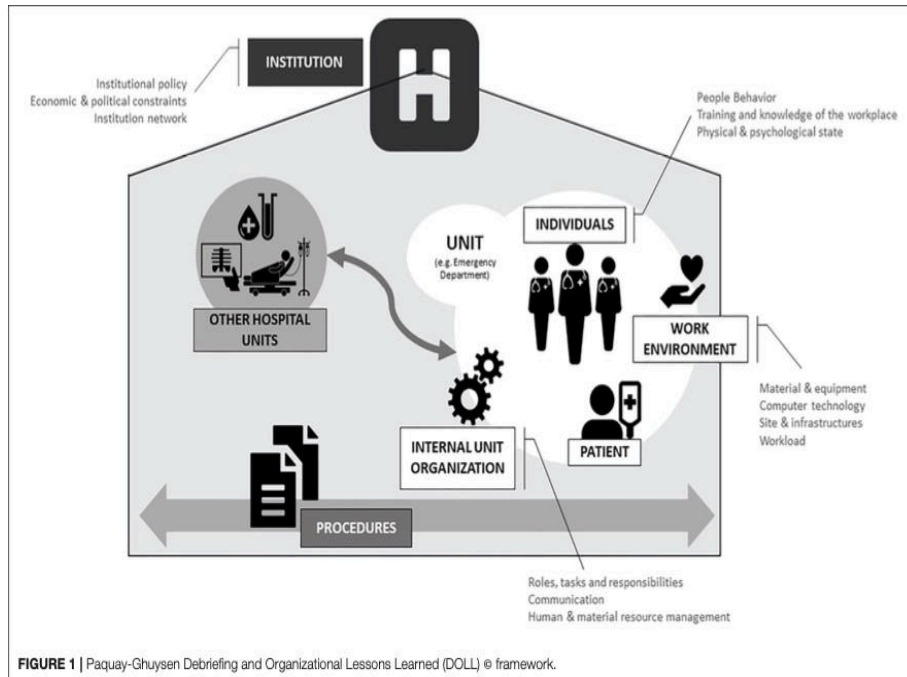 INSTITUTION
Institutional policy
Economic & political constraints
Institution network
H
People Behavior
Training and knowledge of the workplace
Physical & psychological state
INDIVIDUALS
UNIT
(e.g. Emergency
Department)
OTHER HOSPITAL
UNITS
WORK
ENVIRONMENT
Material & equipment
Computer technology
Site & infrastructures
Workload
INTERNAL UNIT
ORGANIZATION
PATIENT
PROCEDURES
Roles, tasks and responsibilities
Communication
Human & material resource management
FIGURE 1 | Paquay-Ghuysen Debriefing and Organizational Lessons Learned (DOLL) © framework.